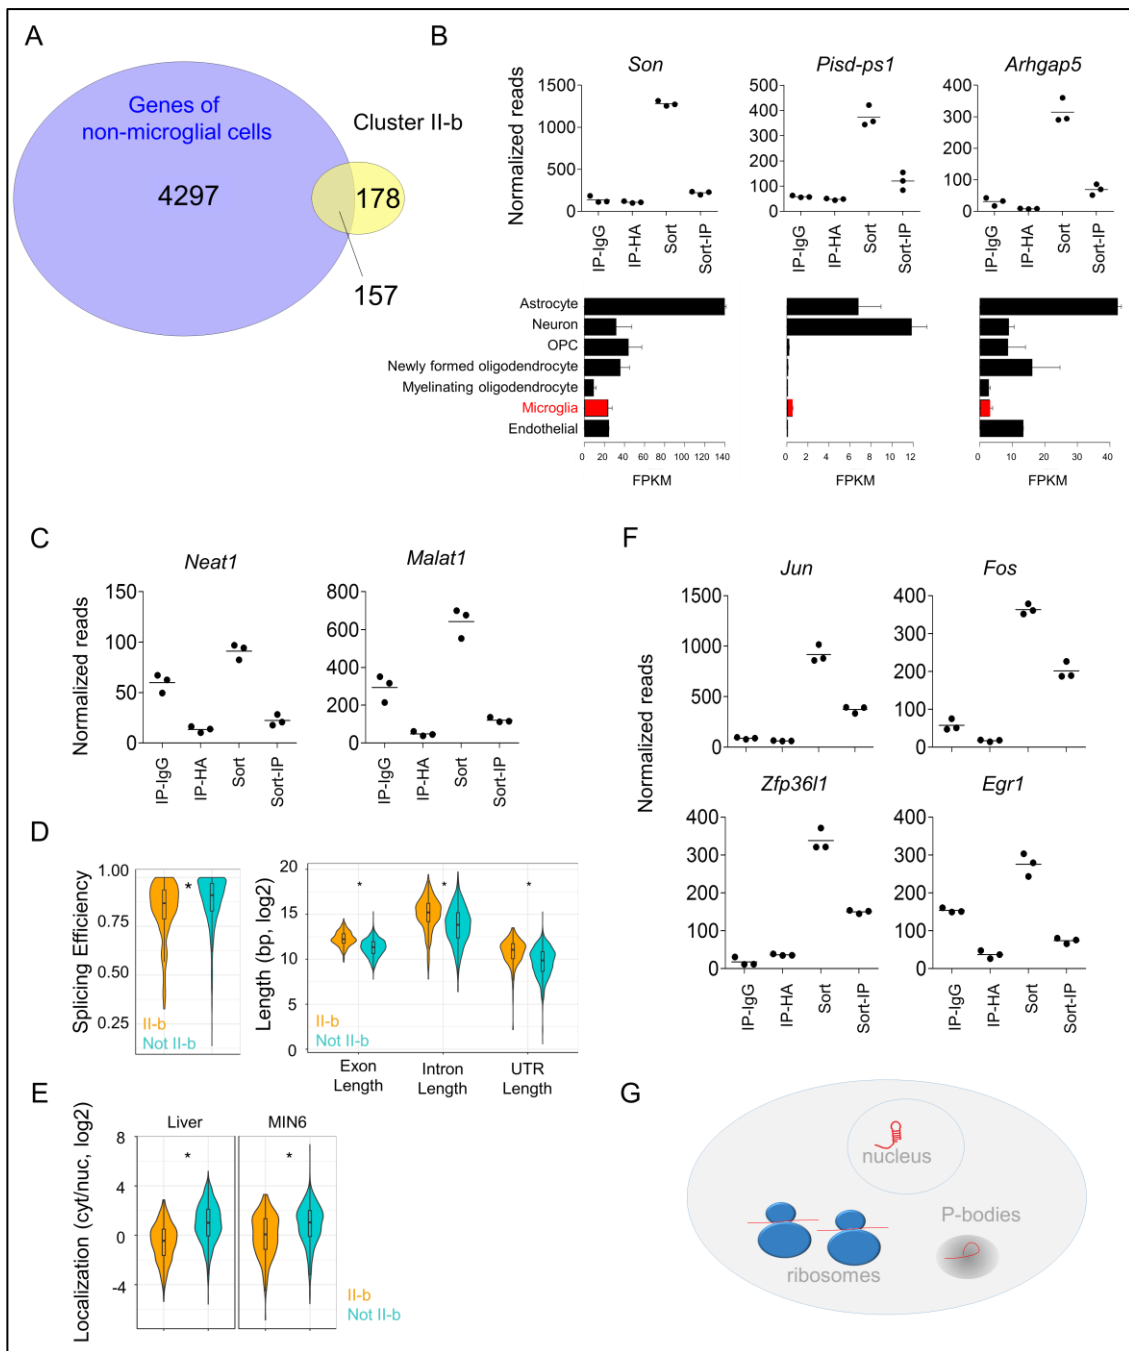 A
Genes of
non-microglial cells
Cluster II-b
4297
178
157
B
Son
Pisd-ps1
Arhgap5
Normalized reads
1500
1000
500
0
500
400
300
200
100
0
400
300
200
100
0
IP-IgG
IP-HA
Sort
Sort-IP
IP-IgG
IP-HA
Sort
Sort-IP
IP-IgG
IP-HA
Sort
Sort-IP
Astrocyte
Neuron
OPC
Newly formed oligodendrocyte
Myelinating oligodendrocyte
Microglia
Endothelial
0 20 40 60 80 100 120 140
0 2 4 6 8 10 12
0 10 20 30 40
FPKM
FPKM
FPKM
C
Neat1
Malat1
Normalized reads
150
100
50
0
800
600
400
200
0
IP-IgG
IP-HA
Sort
Sort-IP
IP-IgG
IP-HA
Sort
Sort-IP
D
Splicing Efficiency
1.00
0.75
0.50
0.25
*
II-b
Not II-b
Length (bp, log2)
20
15
10
5
0
* * *
II-b
Not II-b
Exon
Length
Intron
Length
UTR
Length
E
Localization (cyt/nuc, log2)
Liver
MIN6
8
4
0
-4
* *
II-b
Not II-b
F
Jun
Fos
Normalized reads
1500
1000
500
0
400
300
200
100
0
Zfp36l1
Egr1
400
300
200
100
0
400
300
200
100
0
IP-IgG
IP-HA
Sort
Sort-IP
IP-IgG
IP-HA
Sort
Sort-IP
G
nucleus
P-bodies
ribosomes